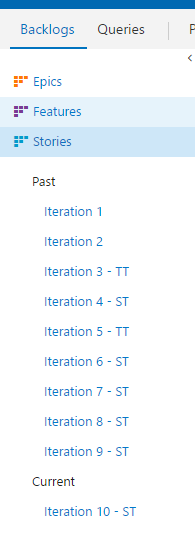 Backlogs Queries
Epics
Features
Stories
Past
Iteration 1
Iteration 2
Iteration 3 - TT
Iteration 4 - ST
Iteration 5 - TT
Iteration 6 - ST
Iteration 7 - ST
Iteration 8 - ST
Iteration 9 - ST
Current
Iteration 10 - ST